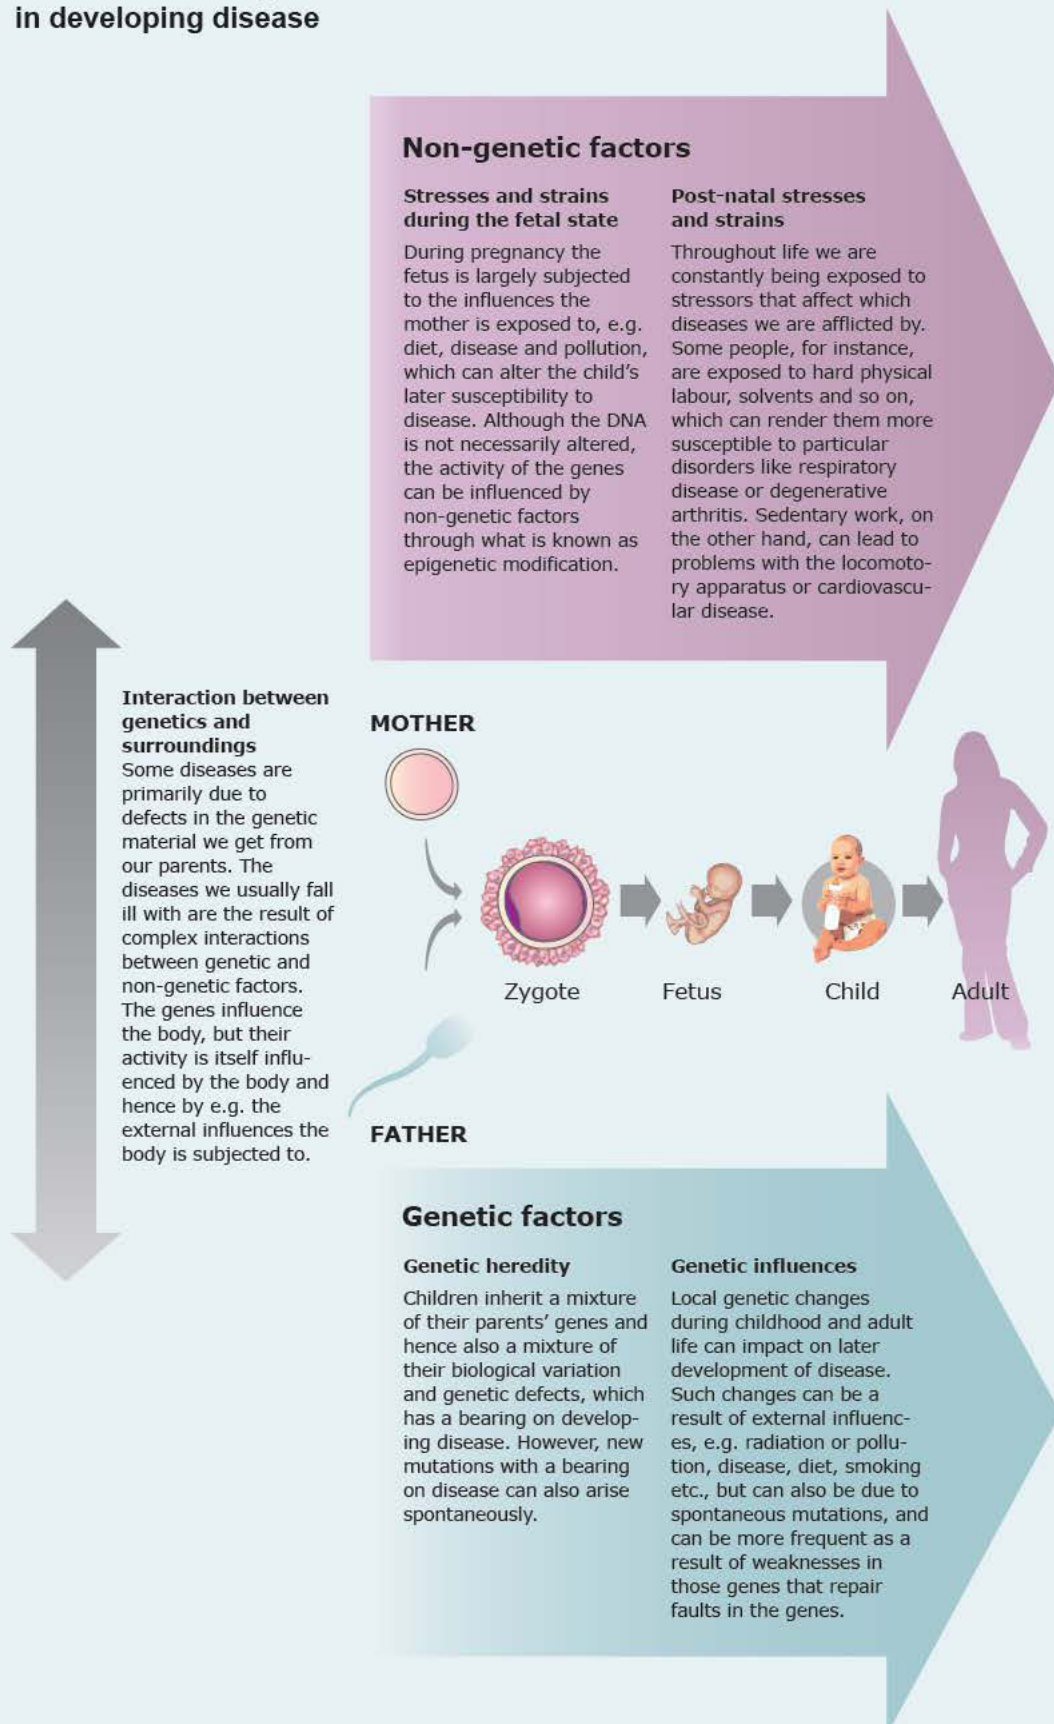 in developing disease
Non-genetic factors
Stresses and strains
during the fetal state
During pregnancy the
fetus is largely subjected
to the influences the
mother is exposed to, e.g.
diet, disease and pollution,
which can alter the child's
later susceptibility to
disease. Although the DNA
is not necessarily altered,
the activity of the genes
can be influenced by
non-genetic factors
through what is known as
epigenetic modification.
Post-natal stresses
and strains
Throughout life we are
constantly being exposed to
stressors that affect which
diseases we are afflicted by.
Some people, for instance,
are exposed to hard physical
labour, solvents and so on,
which can render them more
susceptible to particular
disorders like respiratory
disease or degenerative
arthritis. Sedentary work, on
the other hand, can lead to
problems with the locomoto-
ry apparatus or cardiovascu-
lar disease.
Interaction between
genetics and
surroundings
Some diseases are
primarily due to
defects in the genetic
material we get from
our parents. The
diseases we usually fall
ill with are the result of
complex interactions
between genetic and
non-genetic factors.
The genes influence
the body, but their
activity is itself influ-
enced by the body and
hence by e.g. the
external influences the
body is subjected to.
MOTHER
Zygote
Fetus
Child
Adult
FATHER
Genetic factors
Genetic heredity
Children inherit a mixture
of their parents' genes and
hence also a mixture of
their biological variation
and genetic defects, which
has a bearing on develop-
ing disease. However, new
mutations with a bearing
on disease can also arise
spontaneously.
Genetic influences
Local genetic changes
during childhood and adult
life can impact on later
development of disease.
Such changes can be a
result of external influenc-
es, e.g. radiation or pollu-
tion, disease, diet, smoking
etc., but can also be due to
spontaneous mutations, and
can be more frequent as a
result of weaknesses in
those genes that repair
faults in the genes.